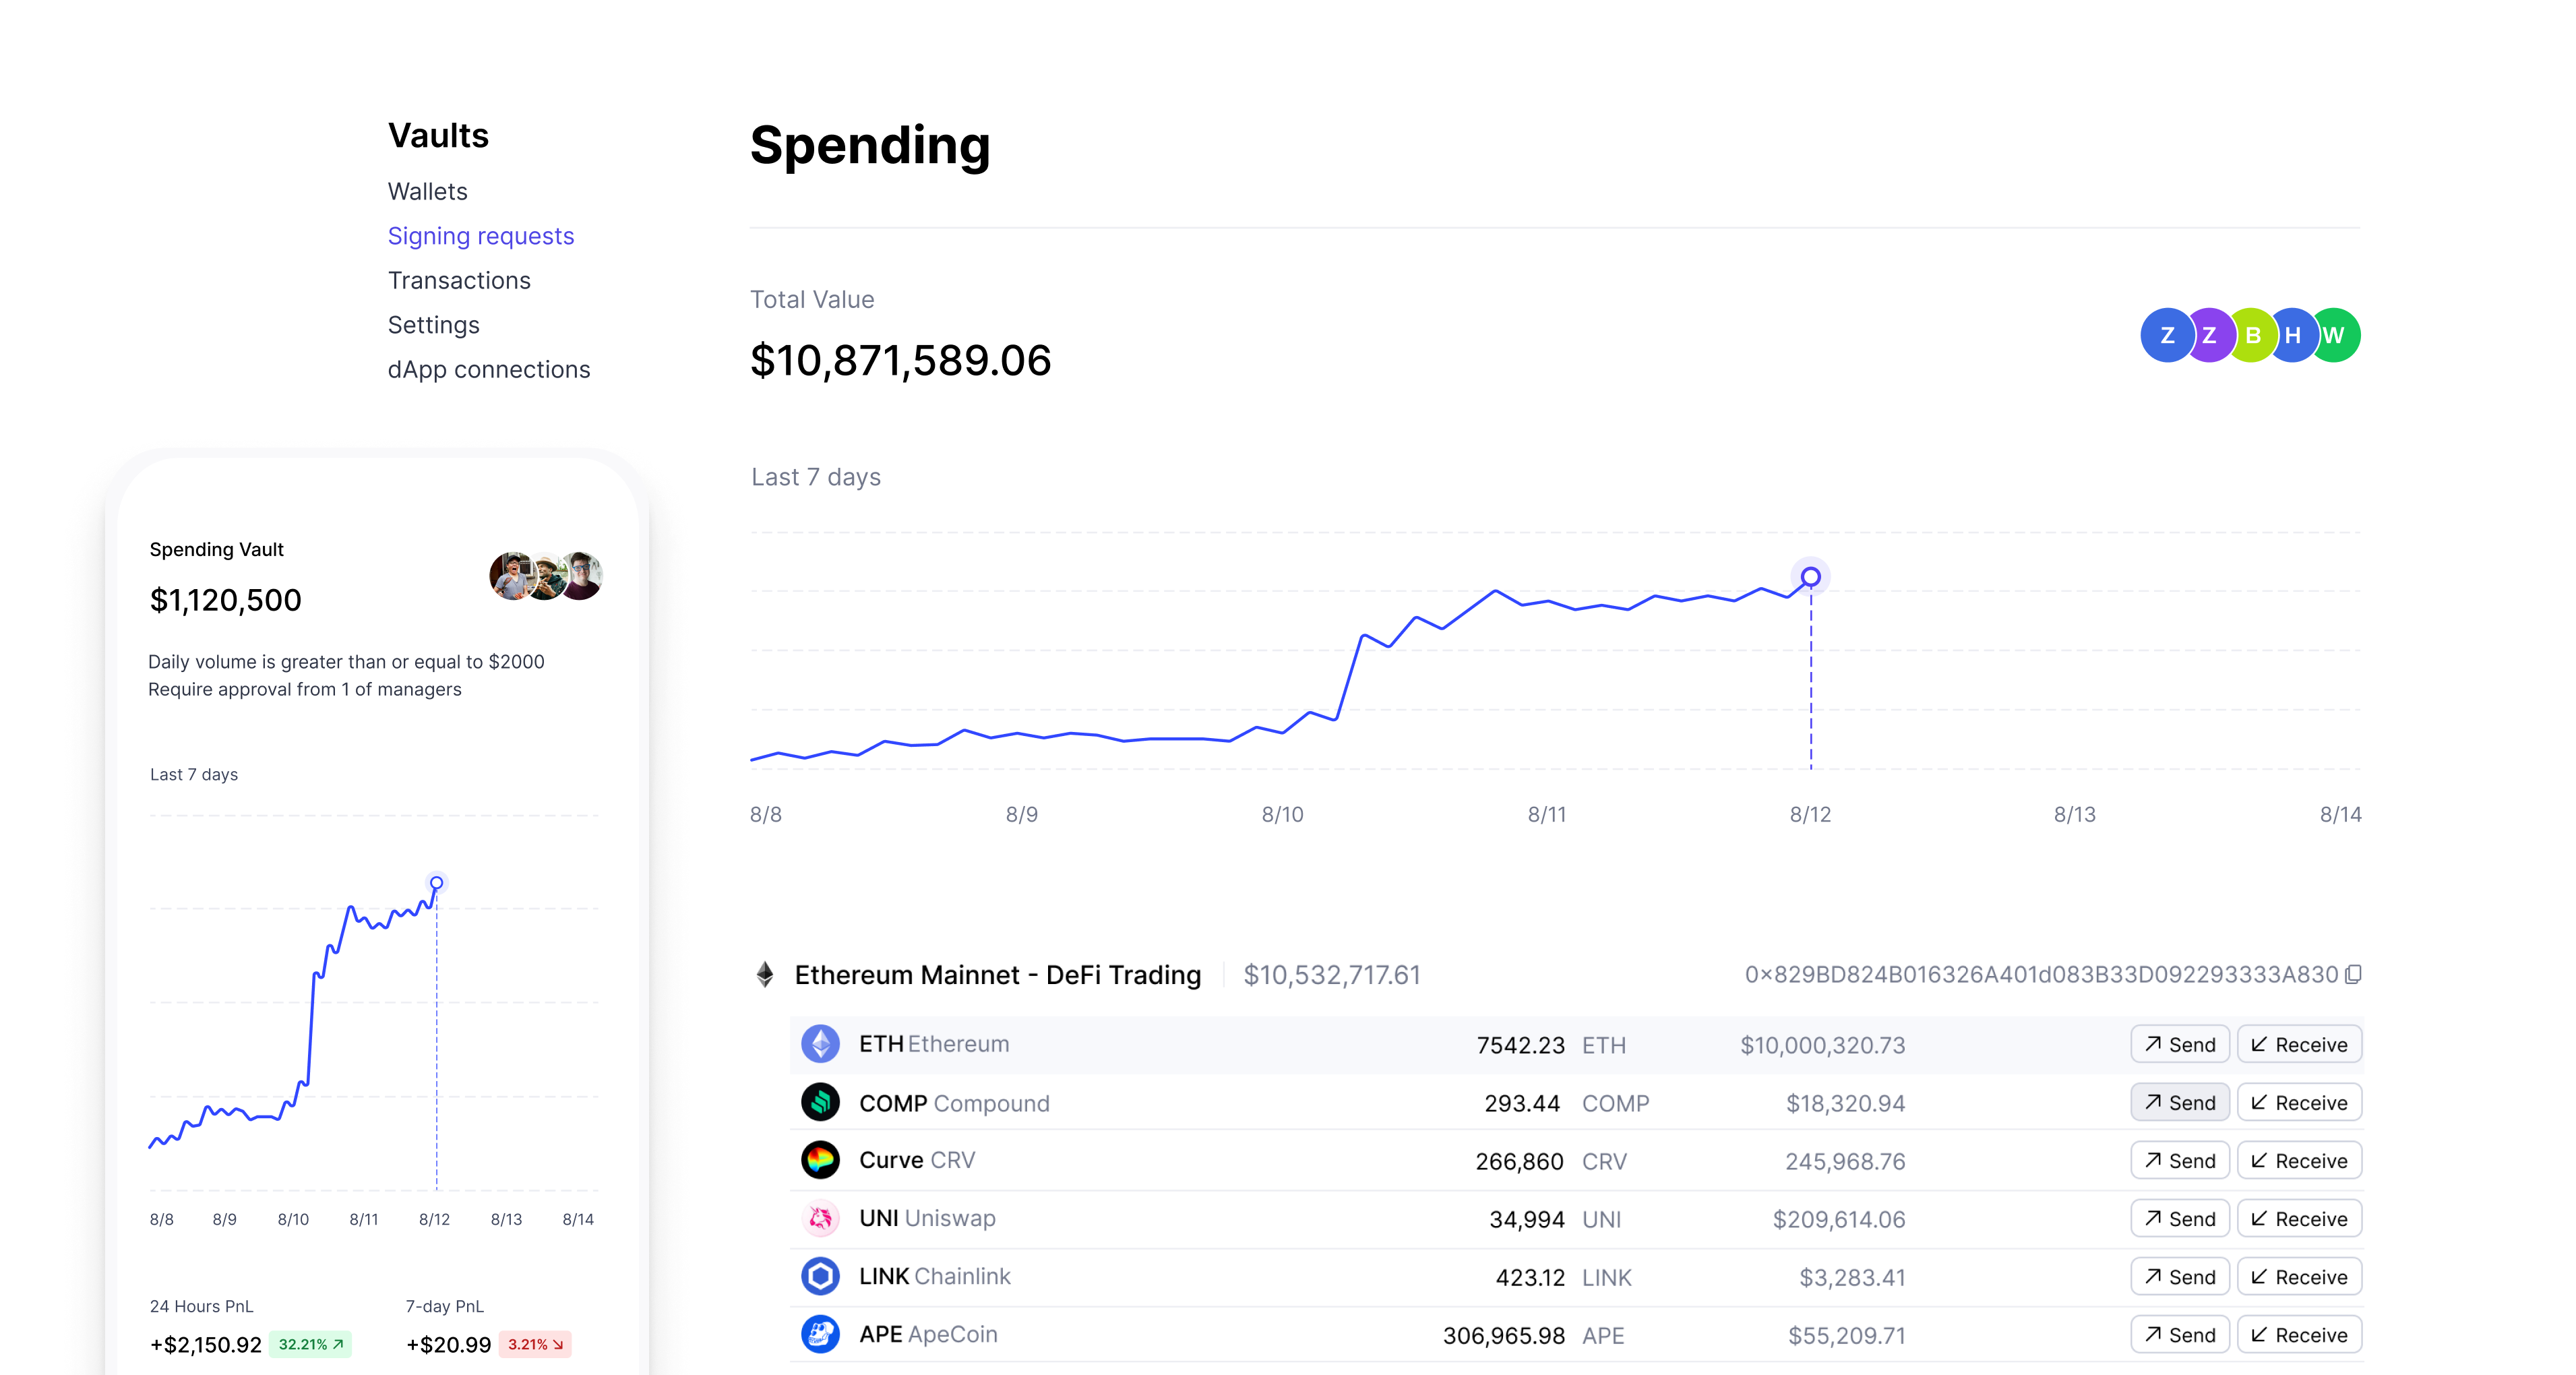 Vaults
Wallets
Signing requests
Transactions
Settings
dApp connections
Spending
Total Value
$10,871,589.06
Z Z B H W
Last 7 days
8/8 8/9 8/10 8/11 8/12 8/13 8/14
Ethereum Mainnet - DeFi Trading $10,532,717.61 0×829BD824B016326A401d083B33D092293333A830
ETH Ethereum 7542.23 ETH $10,000,320.73 Send Receive
COMP Compound 293.44 COMP $18,320.94 Send Receive
Curve CRV 266,860 CRV 245,968.76 Send Receive
UNI Uniswap 34,994 UNI $209,614.06 Send Receive
LINK Chainlink 423.12 LINK $3,283.41 Send Receive
APE ApeCoin 306,965.98 APE $55,209.71 Send Receive
Spending Vault
$1,120,500
Daily volume is greater than or equal to $2000
Require approval from 1 of managers
Last 7 days
8/8 8/9 8/10 8/11 8/12 8/13 8/14
24 Hours PnL 7-day PnL
+$2,150.92 32.21% +$20.99 3.21%